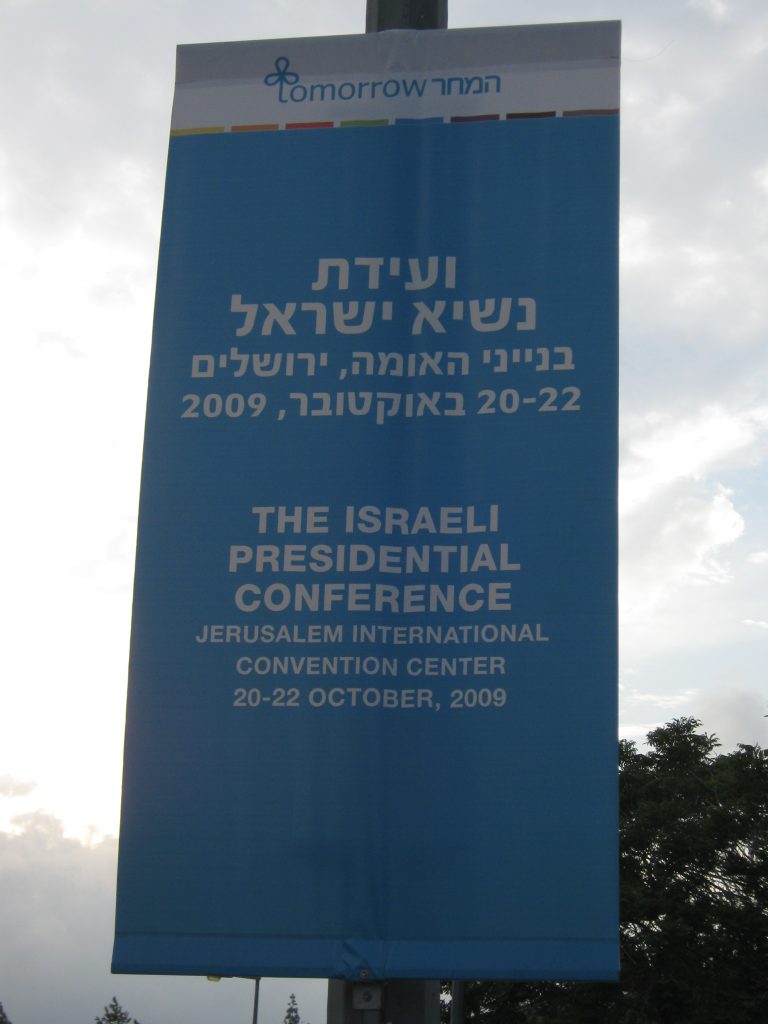 tomorrow המחר
ועידת
נשיא ישראל
בנייני האומה, ירושלים
20-22 באוקטובר, 2009
THE ISRAELI
PRESIDENTIAL
CONFERENCE
JERUSALEM INTERNATIONAL
CONVENTION CENTER
20-22 OCTOBER, 2009